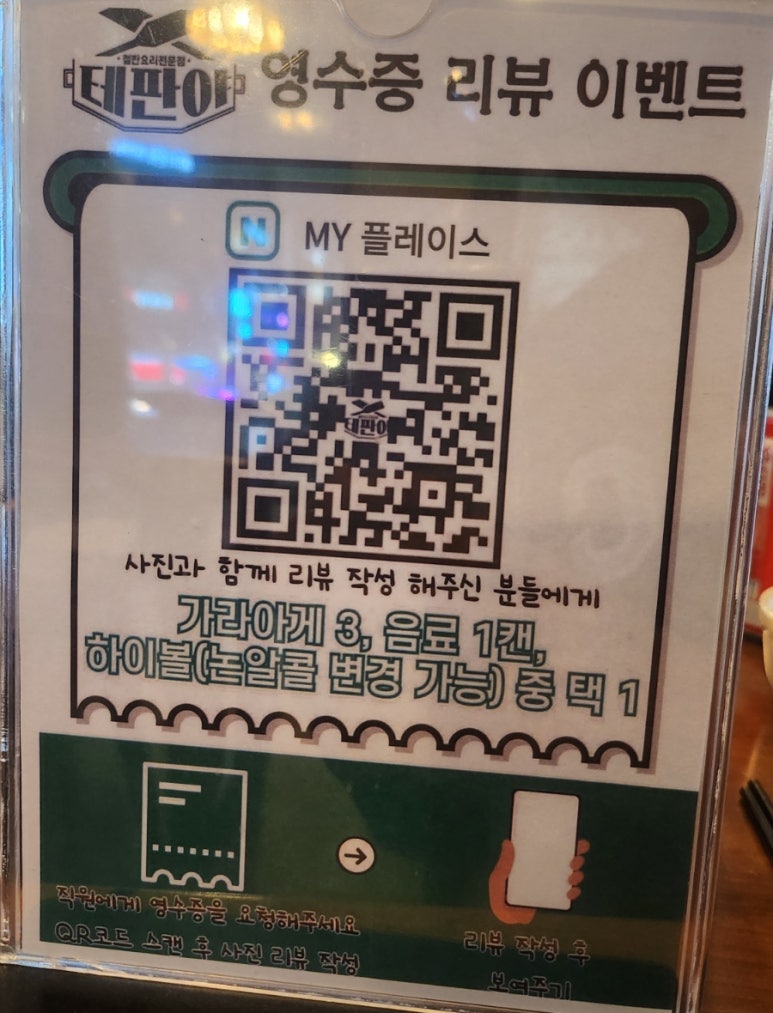 철판요리전문점
테판야
영수증 리뷰 이벤트
N MY 플레이스
테판야
사진과 함께 리뷰 작성 해주신 분들에게
가라아게 3, 음료 1캔,
하이볼(논알콜 변경 가능) 중 택 1
직원에게 영수증을 요청해주세요
QR코드 스캔 후 사진 리뷰 작성
리뷰 작성 후
보여주기